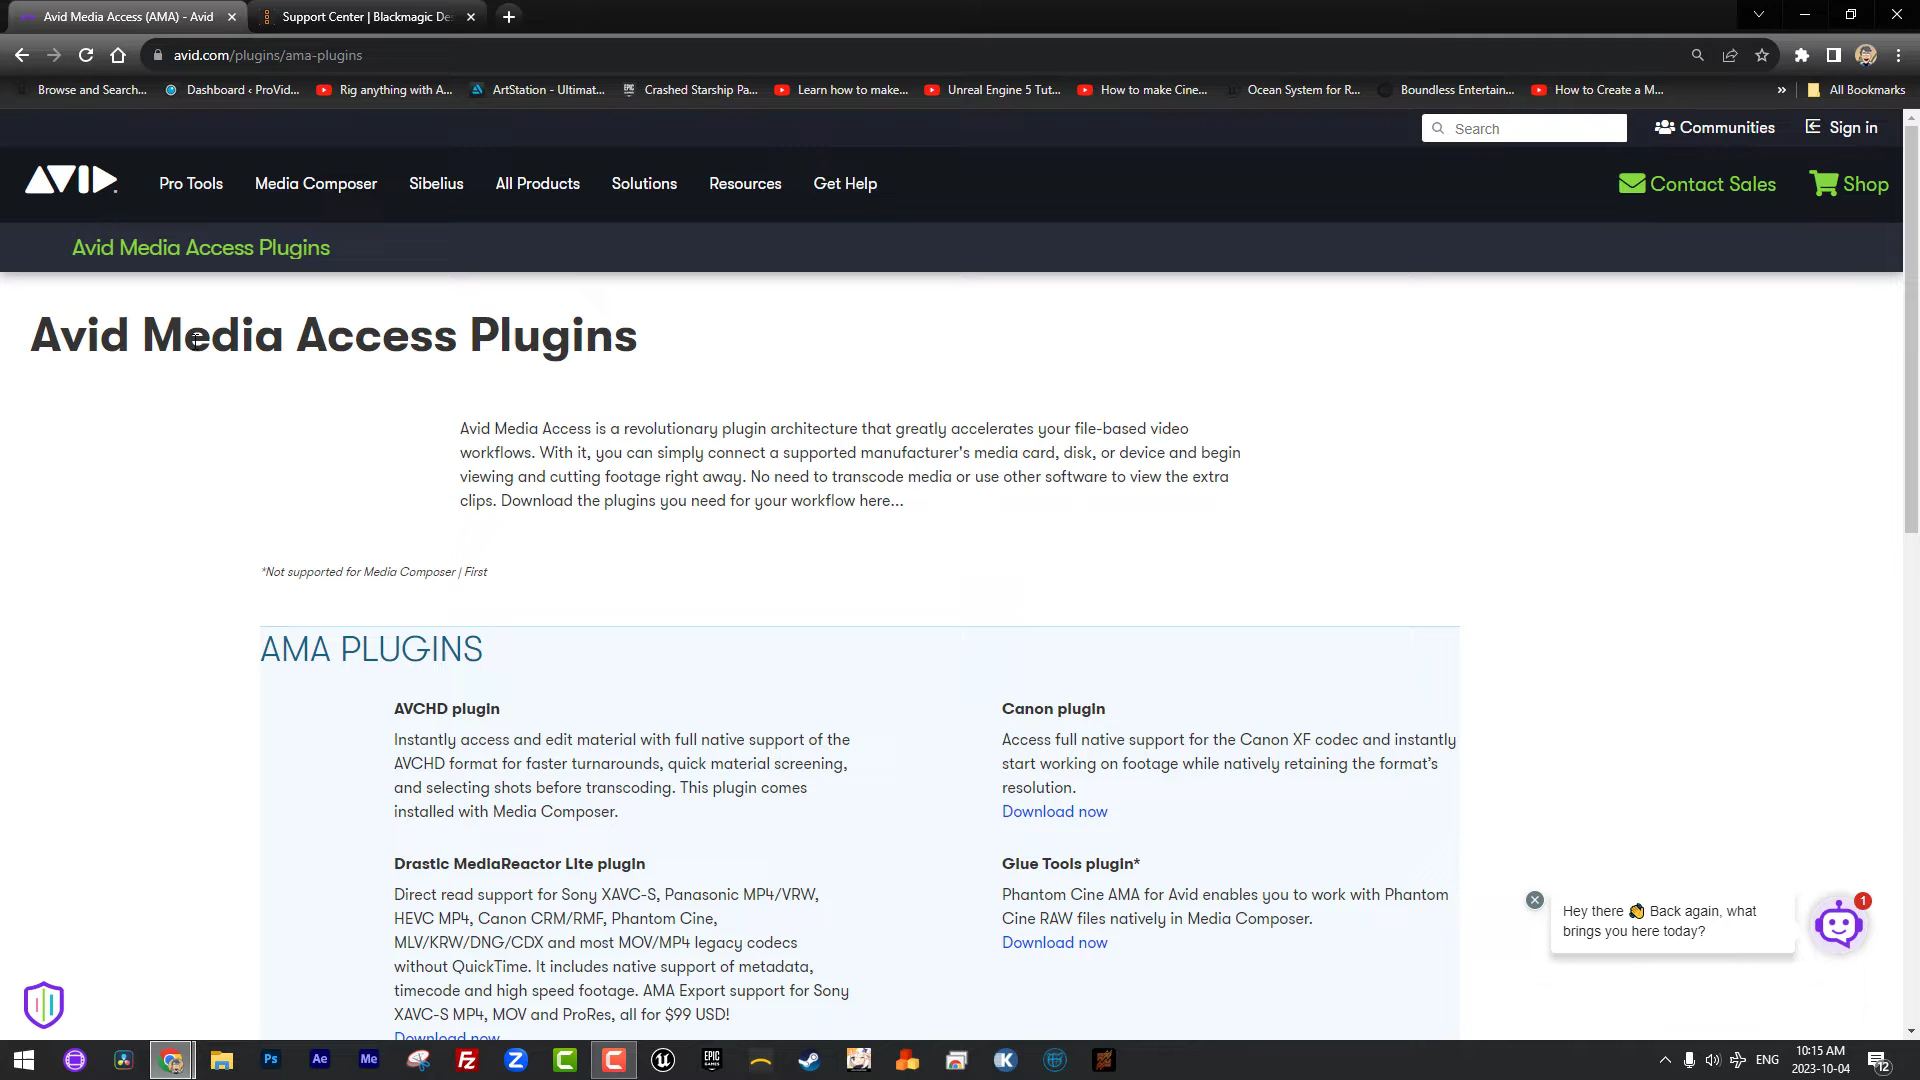 Avid Media Access (AMA) - Avid
Support Center | Blackmagic De
avid.com/plugins/ama-plugins
Browse and Search...
Dashboard ‹ ProVid...
Rig anything with A...
ArtStation - Ultimat...
Crashed Starship Pa...
Learn how to make...
Unreal Engine 5 Tut...
How to make Cine...
Ocean System for R...
Boundless Entertain...
How to Create a M...
»
All Bookmarks
Search
Communities
Sign in
AVID
Pro Tools
Media Composer
Sibelius
All Products
Solutions
Resources
Get Help
Contact Sales
Shop
Avid Media Access Plugins
Avid Media Access Plugins
Avid Media Access is a revolutionary plugin architecture that greatly accelerates your file-based video
workflows. With it, you can simply connect a supported manufacturer's media card, disk, or device and begin
viewing and cutting footage right away. No need to transcode media or use other software to view the extra
clips. Download the plugins you need for your workflow here...
*Not supported for Media Composer | First
AMA PLUGINS
AVCHD plugin
Instantly access and edit material with full native support of the
AVCHD format for faster turnarounds, quick material screening,
and selecting shots before transcoding. This plugin comes
installed with Media Composer.
Canon plugin
Access full native support for the Canon XF codec and instantly
start working on footage while natively retaining the format's
resolution.
Download now
Drastic MediaReactor Lite plugin
Direct read support for Sony XAVC-S, Panasonic MP4/VRW,
HEVC MP4, Canon CRM/RMF, Phantom Cine,
MLV/KRW/DNG/CDX and most MOV/MP4 legacy codecs
without QuickTime. It includes native support of metadata,
timecode and high speed footage. AMA Export support for Sony
XAVC-S MP4, MOV and ProRes, all for $99 USD!
Download now
Glue Tools plugin*
Phantom Cine AMA for Avid enables you to work with Phantom
Cine RAW files natively in Media Composer.
Download now
Hey there 👋 Back again, what
brings you here today?
1
Ps
Ae
Me
Fz
Z
C
C
U
EPIC
GAMES
K
ENG
10:15 AM
2023-10-04
12